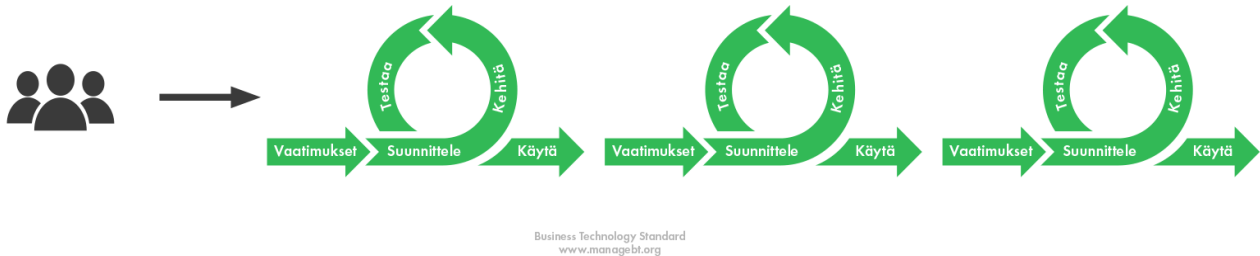 Testaa
Kehitä
Vaatimukset
Suunnittele
Käytä
Testaa
Kehitä
Vaatimukset
Suunnittele
Käytä
Testaa
Kehitä
Vaatimukset
Suunnittele
Käytä
Business Technology Standard
www.managebt.org